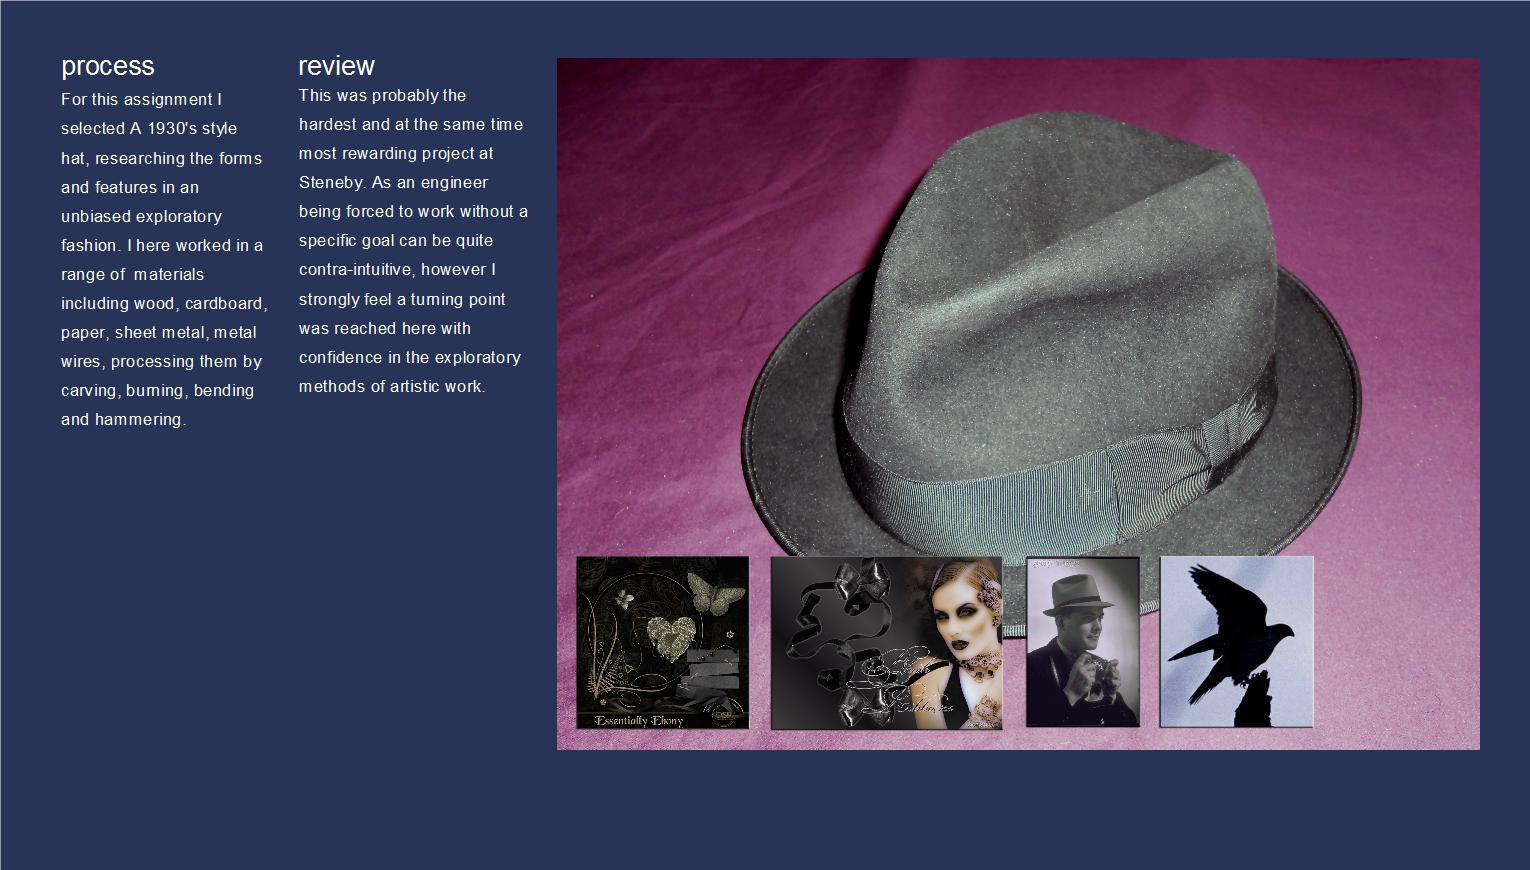 process
For this assignment I
selected A 1930's style
hat, researching the forms
and features in an
unbiased exploratory
fashion. I here worked in a
range of  materials
including wood, cardboard,
paper, sheet metal, metal
wires, processing them by
carving, burning, bending
and hammering.
review
This was probably the
hardest and at the same time
most rewarding project at
Steneby. As an engineer
being forced to work without a
specific goal can be quite
contra-intuitive, however I
strongly feel a turning point
was reached here with
confidence in the exploratory
methods of artistic work.
Essentially Ebony